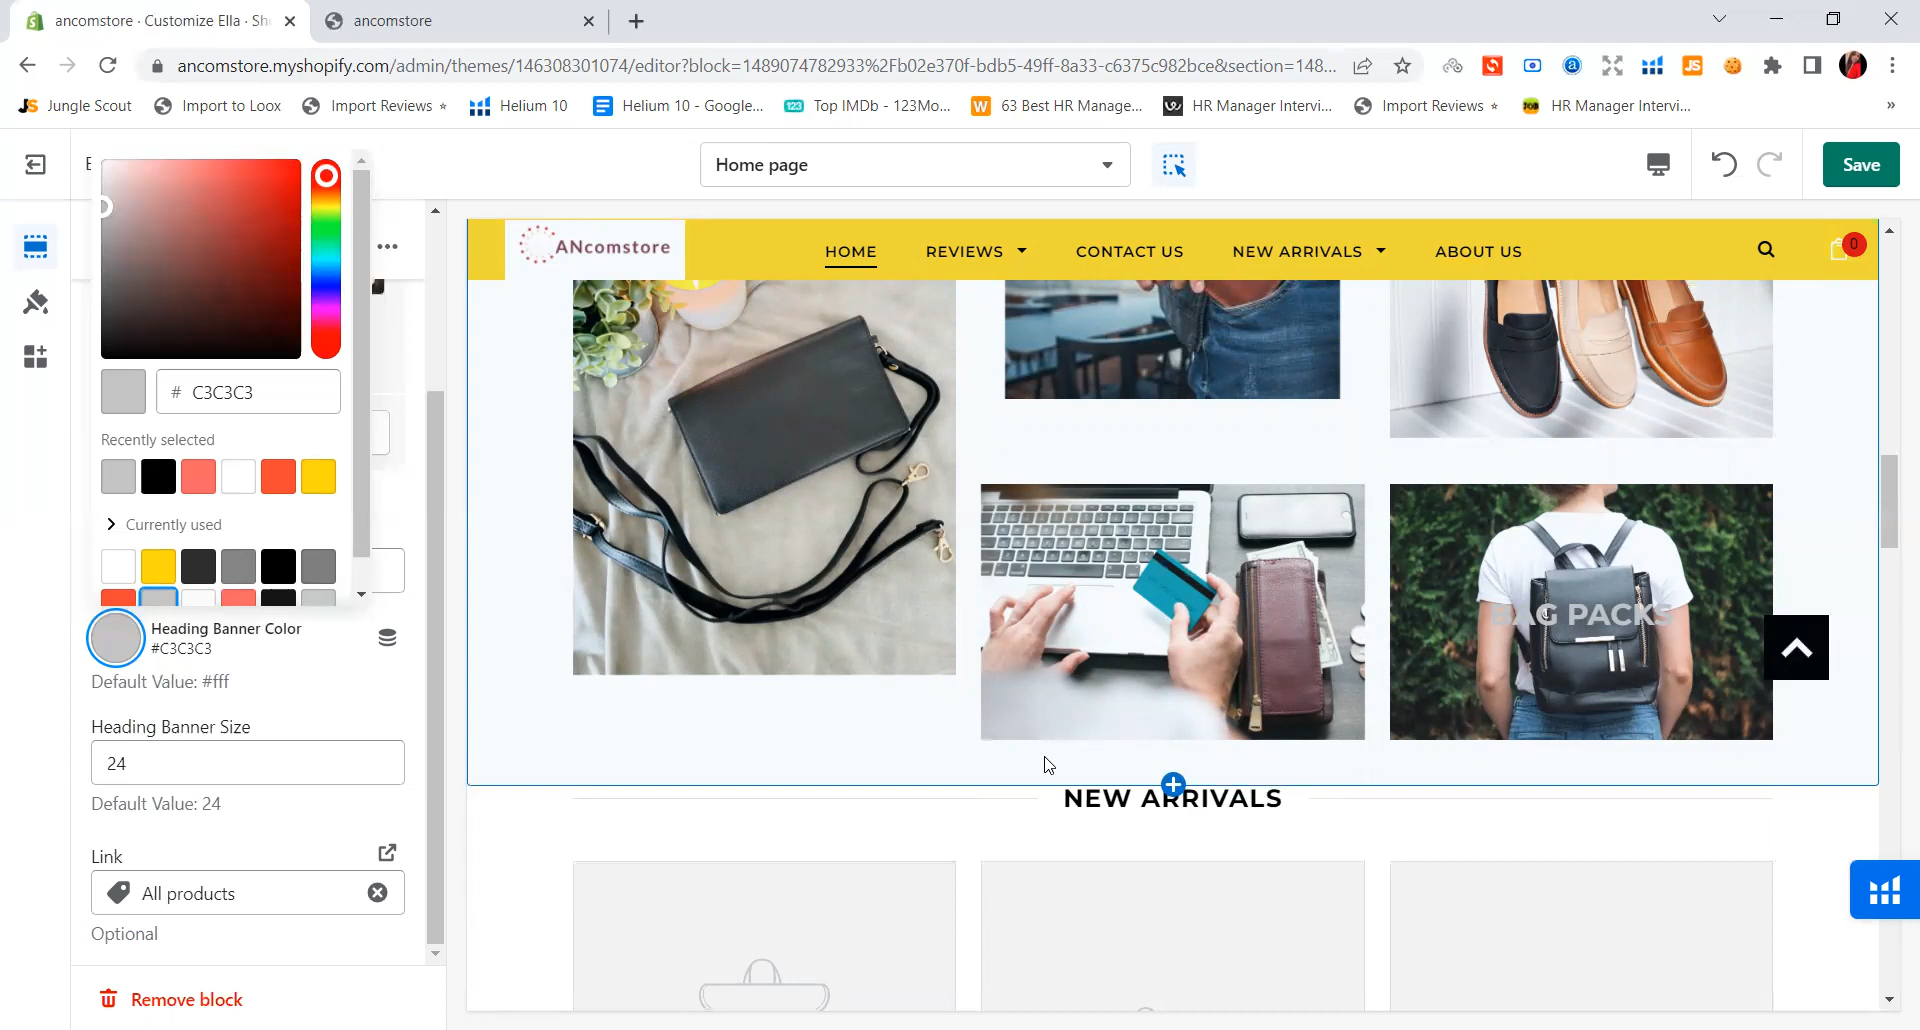 ancomstore · Customize Ella · Sh
ancomstore
ancomstore.myshopify.com/admin/themes/146308301074/editor?block=1489074782933%2Fb02e370f-bdb5-49ff-8a33-c6375c982bce&section=148...
JS Jungle Scout
Import to Loox
Import Reviews
Helium 10
Helium 10 - Google...
123 Top IMDb - 123Mo...
W 63 Best HR Manage...
HR Manager Intervi...
Import Reviews
JOB HR Manager Intervi...
»
Home page
Save
# C3C3C3
Recently selected
Currently used
Heading Banner Color
#C3C3C3
Default Value: #fff
Heading Banner Size
24
Default Value: 24
Link
All products
Optional
Remove block
ANcomstore
HOME
REVIEWS
CONTACT US
NEW ARRIVALS
ABOUT US
0
BAG PACKS
NEW ARRIVALS